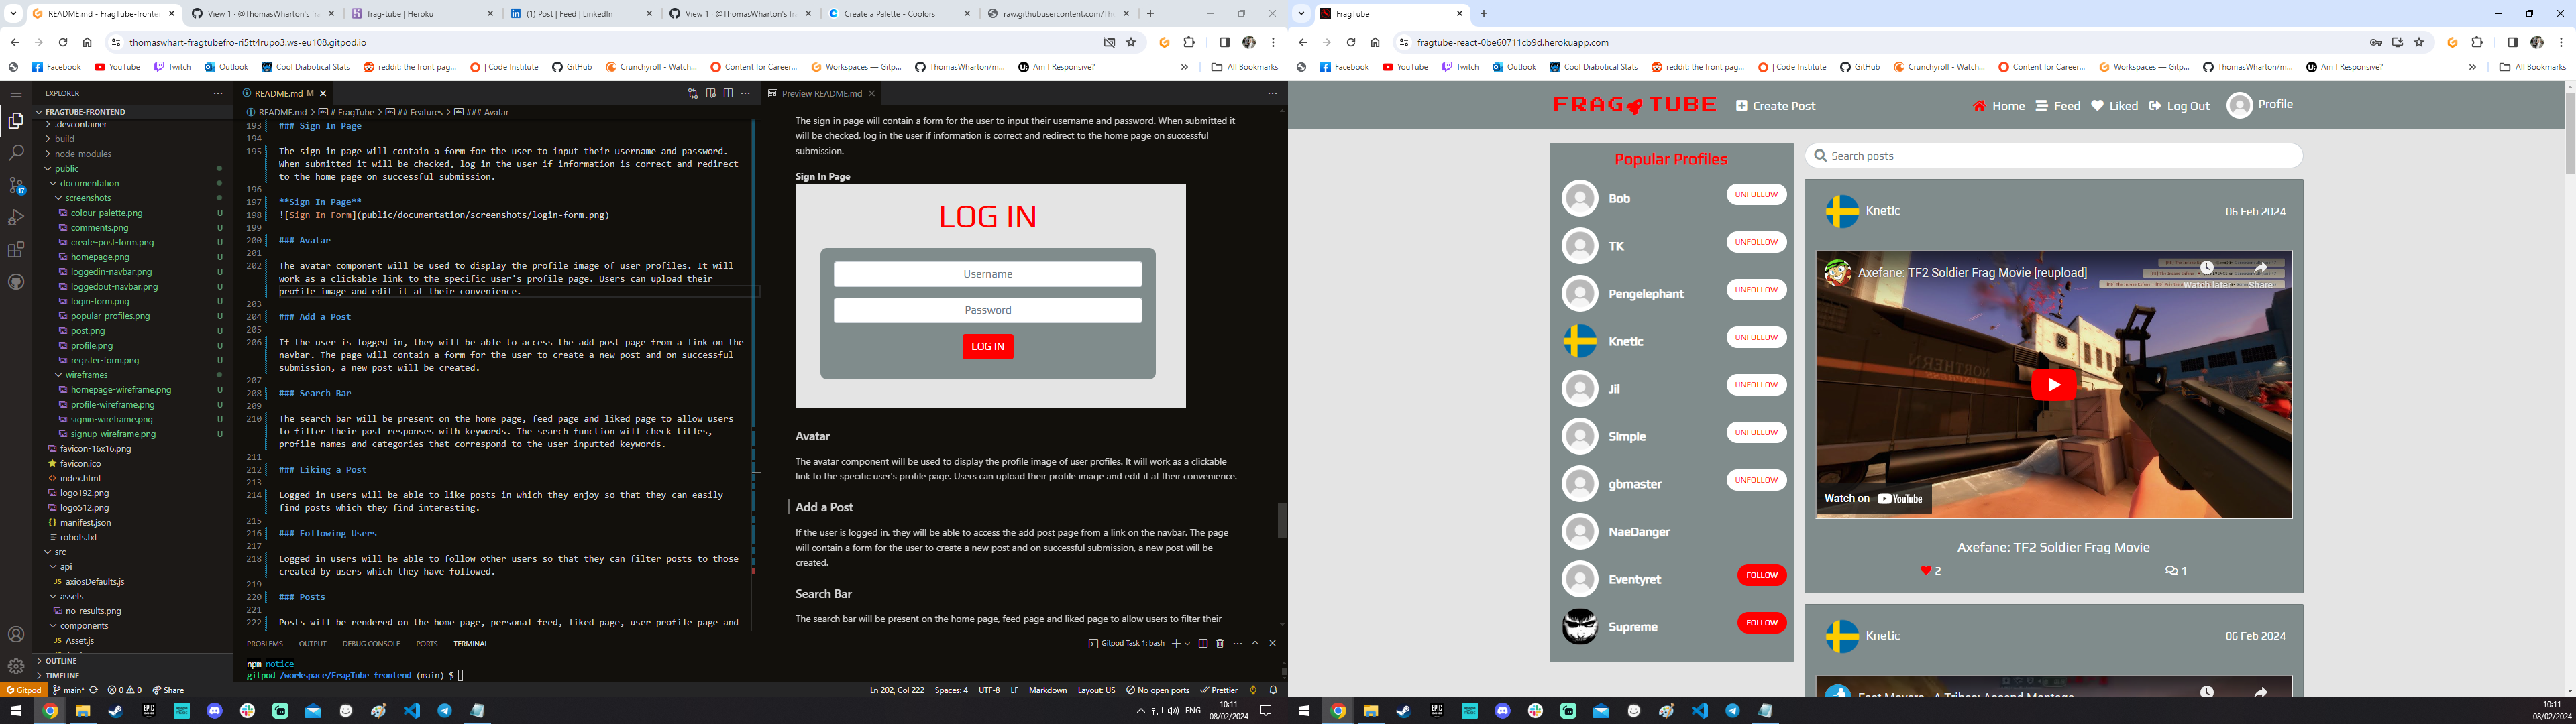 README.md - FragTube-fronten
View 1 · @ThomasWharton's fr
frag-tube | Heroku
(1) Post | Feed | LinkedIn
View 1 · @ThomasWharton's fr
Create a Palette - Coolors
raw.githubusercontent.com/Tho
thomaswhart-fragtubefro-ri5tt4rupo3.ws-eu108.gitpod.io
Facebook YouTube Twitch Outlook Cool Diabotical Stats reddit: the front pag... | Code Institute GitHub Crunchyroll - Watch... Content for Career... Workspaces — Gitp... ThomasWharton/m... Am I Responsive? All Bookmarks
EXPLORER
FRAGTUBE-FRONTEND
.devcontainer
build
node_modules
public
documentation
screenshots
colour-palette.png U
comments.png U
create-post-form.png U
homepage.png U
loggedin-navbar.png U
loggedout-navbar.png U
login-form.png U
popular-profiles.png U
post.png U
profile.png U
register-form.png U
wireframes
homepage-wireframe.png U
profile-wireframe.png U
signin-wireframe.png U
signup-wireframe.png U
favicon-16x16.png
favicon.ico
index.html
logo192.png
logo512.png
manifest.json
robots.txt
src
api
axiosDefaults.js
assets
no-results.png
components
Asset.js
OUTLINE
TIMELINE
README.md M
README.md > # FragTube > ## Features > ### Avatar
193 ### Sign In Page
194
195 The sign in page will contain a form for the user to input their username and password.
When submitted it will be checked, log in the user if information is correct and redirect
to the home page on successful submission.
196
197 **Sign In Page**
198 ![Sign In Form](public/documentation/screenshots/login-form.png)
199
200 ### Avatar
201
202 The avatar component will be used to display the profile image of user profiles. It will
work as a clickable link to the specific user's profile page. Users can upload their
profile image and edit it at their convenience.
203
204 ### Add a Post
205
206 If the user is logged in, they will be able to access the add post page from a link on the
navbar. The page will contain a form for the user to create a new post and on successful
submission, a new post will be created.
207
208 ### Search Bar
209
210 The search bar will be present on the home page, feed page and liked page to allow users
to filter their post responses with keywords. The search function will check titles,
profile names and categories that correspond to the user inputted keywords.
211
212 ### Liking a Post
213
214 Logged in users will be able to like posts in which they enjoy so that they can easily
find posts which they find interesting.
215
216 ### Following Users
217
218 Logged in users will be able to follow other users so that they can filter posts to those
created by users which they have followed.
219
220 ### Posts
221
222 Posts will be rendered on the home page, personal feed, liked page, user profile page and
Preview README.md
The sign in page will contain a form for the user to input their username and password. When submitted it
will be checked, log in the user if information is correct and redirect to the home page on successful
submission.
Sign In Page
LOG IN
Username
Password
LOG IN
Avatar
The avatar component will be used to display the profile image of user profiles. It will work as a clickable
link to the specific user's profile page. Users can upload their profile image and edit it at their convenience.
Add a Post
If the user is logged in, they will be able to access the add post page from a link on the navbar. The page
will contain a form for the user to create a new post and on successful submission, a new post will be
created.
Search Bar
The search bar will be present on the home page, feed page and liked page to allow users to filter their
PROBLEMS OUTPUT DEBUG CONSOLE PORTS TERMINAL
Gitpod Task 1: bash
npm notice
gitpod /workspace/FragTube-frontend (main) $
Gitpod main* 0 0 Share
Ln 202, Col 222 Spaces: 4 UTF-8 LF Markdown Layout: US No open ports Prettier
ENG
10:11
08/02/2024
FragTube
fragtube-react-0be60711cb9d.herokuapp.com
Facebook YouTube Twitch Outlook Cool Diabotical Stats reddit: the front pag... | Code Institute GitHub Crunchyroll - Watch... Content for Career... Workspaces — Gitp... ThomasWharton/m... Am I Responsive? All Bookmarks
FRAG TUBE
Create Post
Home Feed Liked Log Out Profile
Popular Profiles
Bob UNFOLLOW
TK UNFOLLOW
Pengelephant UNFOLLOW
Knetic UNFOLLOW
Jil UNFOLLOW
Simple UNFOLLOW
gbmaster UNFOLLOW
NaeDanger
Eventyret FOLLOW
Supreme FOLLOW
Search posts
Knetic 06 Feb 2024
Axefane: TF2 Soldier Frag Movie [reupload]
Watch later Share
NORTHERN
Watch on YouTube
Axefane: TF2 Soldier Frag Movie
2 1
Knetic 06 Feb 2024
10:11
08/02/2024